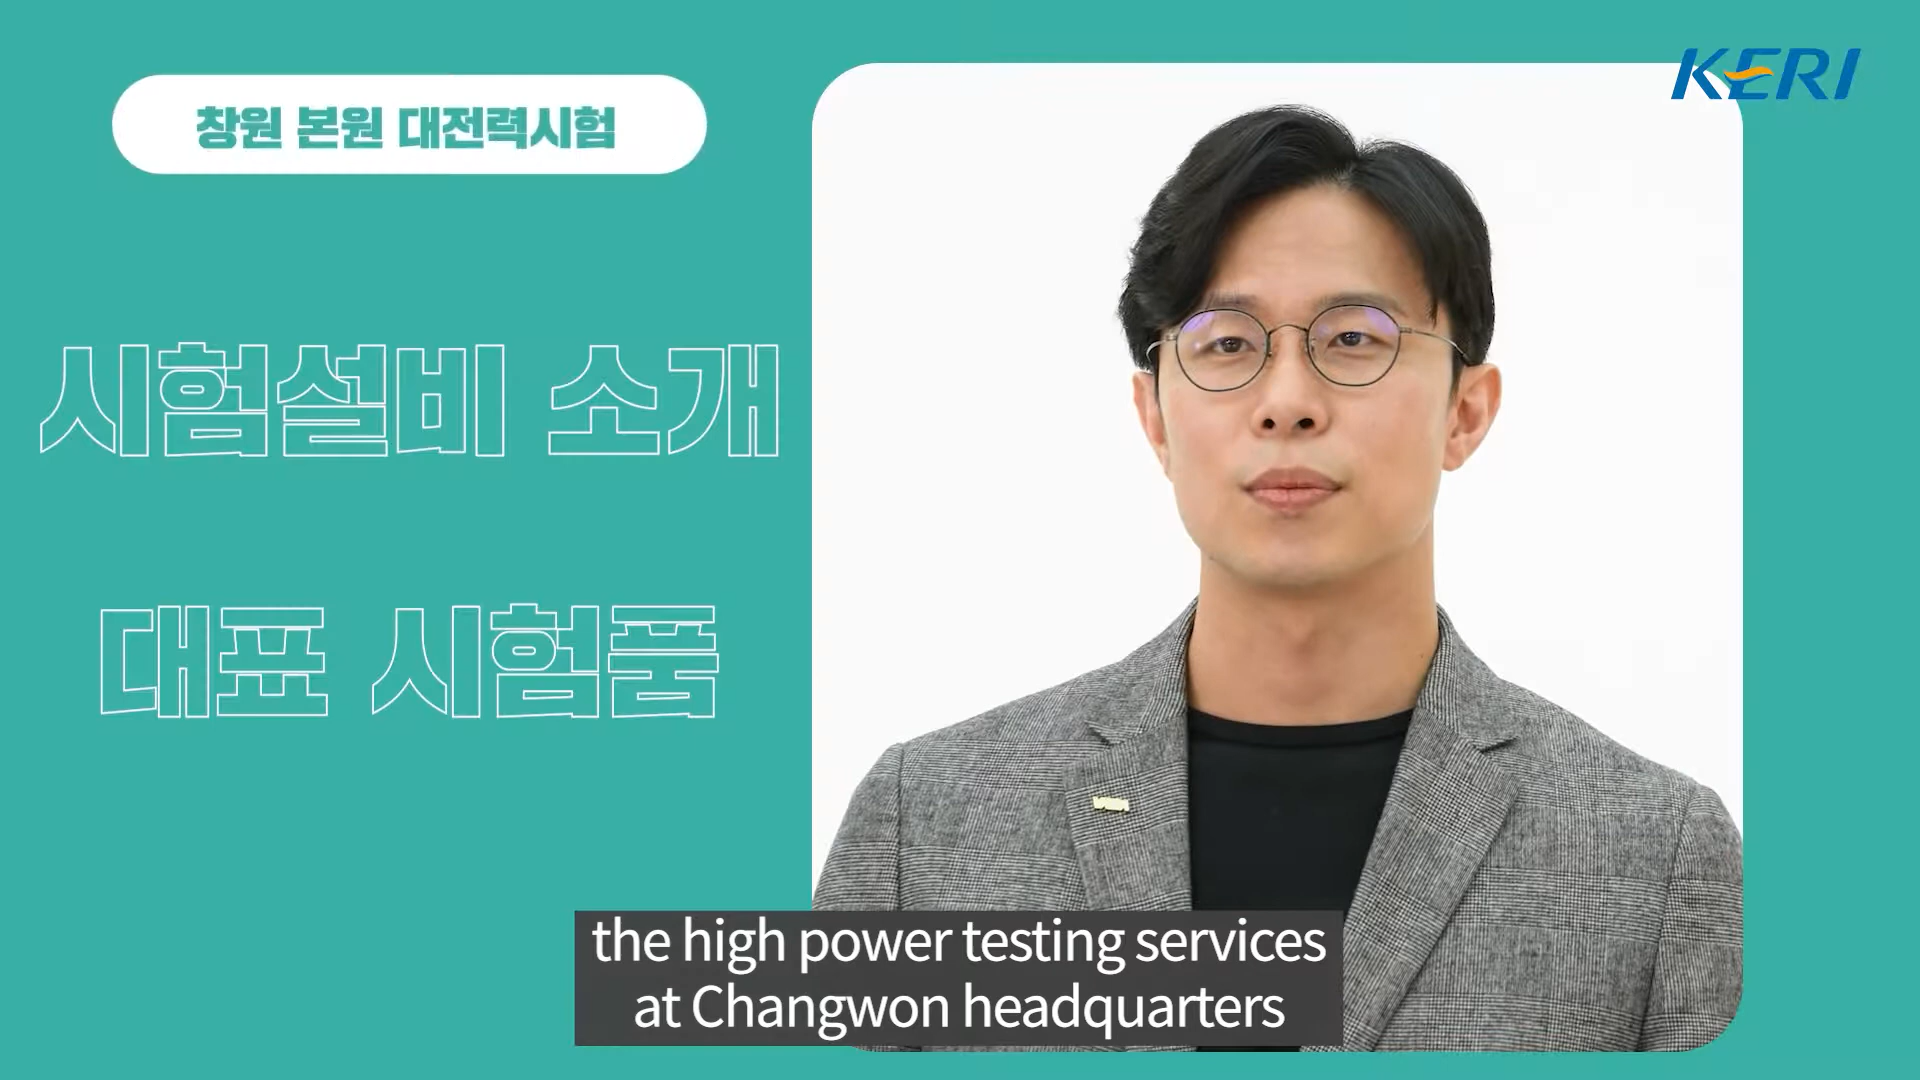 KERI
창원 본원 대전력시험
시험설비 소개
대표 시험품
the high power testing services
at Changwon headquarters